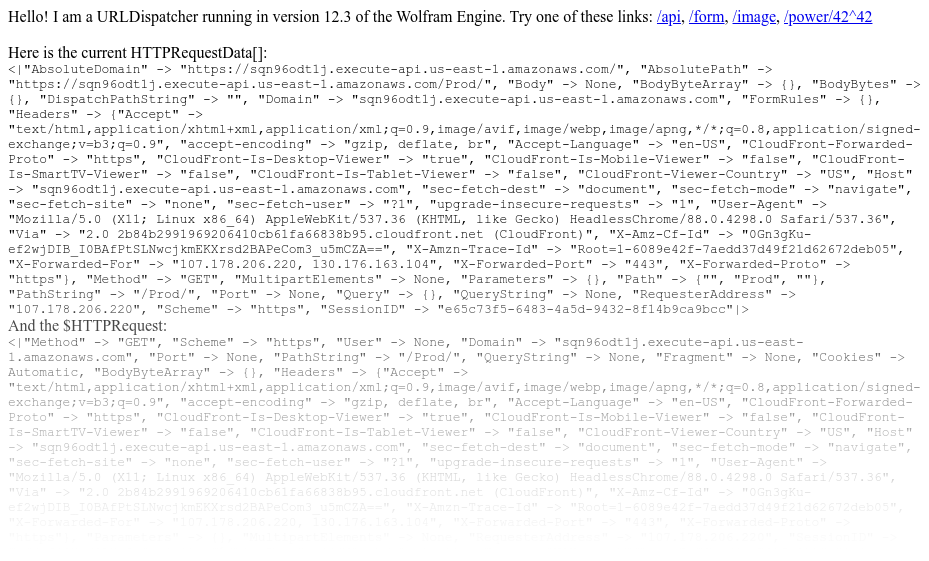 Hello! I am a URLDispatcher running in version 12.3 of the Wolfram Engine. Try one of these links: /api, /form, /image, /power/42^42
Here is the current HTTPRequestData[]:
<|"AbsoluteDomain" -> "https://sqn96odt1j.execute-api.us-east-1.amazonaws.com/", "AbsolutePath" ->
"https://sqn96odt1j.execute-api.us-east-1.amazonaws.com/Prod/", "Body" -> None, "BodyByteArray" -> {}, "BodyBytes" ->
{}, "DispatchPathString" -> "", "Domain" -> "sqn96odt1j.execute-api.us-east-1.amazonaws.com", "FormRules" -> {},
"Headers" -> {"Accept" ->
"text/html,application/xhtml+xml,application/xml;q=0.9,image/avif,image/webp,image/apng,*/*;q=0.8,application/signed-
exchange;v=b3;q=0.9", "accept-encoding" -> "gzip, deflate, br", "Accept-Language" -> "en-US", "CloudFront-Forwarded-
Proto" -> "https", "CloudFront-Is-Desktop-Viewer" -> "true", "CloudFront-Is-Mobile-Viewer" -> "false", "CloudFront-
Is-SmartTV-Viewer" -> "false", "CloudFront-Is-Tablet-Viewer" -> "false", "CloudFront-Viewer-Country" -> "US", "Host"
-> "sqn96odt1j.execute-api.us-east-1.amazonaws.com", "sec-fetch-dest" -> "document", "sec-fetch-mode" -> "navigate",
"sec-fetch-site" -> "none", "sec-fetch-user" -> "?1", "upgrade-insecure-requests" -> "1", "User-Agent" ->
"Mozilla/5.0 (X11; Linux x86_64) AppleWebKit/537.36 (KHTML, like Gecko) HeadlessChrome/88.0.4298.0 Safari/537.36",
"Via" -> "2.0 2b84b2991969206410cb61fa66838b95.cloudfront.net (CloudFront)", "X-Amz-Cf-Id" -> "0Gn3gKu-
ef2wjDIB_I0BAfPtSLNwcjkmEKXrsd2BAPeCom3_u5mCZA==", "X-Amzn-Trace-Id" -> "Root=1-6089e42f-7aedd37d49f21d62672deb05",
"X-Forwarded-For" -> "107.178.206.220, 130.176.163.104", "X-Forwarded-Port" -> "443", "X-Forwarded-Proto" ->
"https"}, "Method" -> "GET", "MultipartElements" -> None, "Parameters" -> {}, "Path" -> {"", "Prod", ""},
"PathString" -> "/Prod/", "Port" -> None, "Query" -> {}, "QueryString" -> None, "RequesterAddress" ->
"107.178.206.220", "Scheme" -> "https", "SessionID" -> "e65c73f5-6483-4a5d-9432-8f14b9ca9bcc"|>
And the $HTTPRequest:
<|"Method" -> "GET", "Scheme" -> "https", "User" -> None, "Domain" -> "sqn96odt1j.execute-api.us-east-
1.amazonaws.com", "Port" -> None, "PathString" -> "/Prod/", "QueryString" -> None, "Fragment" -> None, "Cookies" ->
Automatic, "BodyByteArray" -> {}, "Headers" -> {"Accept" ->
"text/html,application/xhtml+xml,application/xml;q=0.9,image/avif,image/webp,image/apng,*/*;q=0.8,application/signed-
exchange;v=b3;q=0.9", "accept-encoding" -> "gzip, deflate, br", "Accept-Language" -> "en-US", "CloudFront-Forwarded-
Proto" -> "https", "CloudFront-Is-Desktop-Viewer" -> "true", "CloudFront-Is-Mobile-Viewer" -> "false", "CloudFront-
Is-SmartTV-Viewer" -> "false", "CloudFront-Is-Tablet-Viewer" -> "false", "CloudFront-Viewer-Country" -> "US", "Host"
-> "sqn96odt1j.execute-api.us-east-1.amazonaws.com", "sec-fetch-dest" -> "document", "sec-fetch-mode" -> "navigate",
"sec-fetch-site" -> "none", "sec-fetch-user" -> "?1", "upgrade-insecure-requests" -> "1", "User-Agent" ->
"Mozilla/5.0 (X11; Linux x86_64) AppleWebKit/537.36 (KHTML, like Gecko) HeadlessChrome/88.0.4298.0 Safari/537.36",
"Via" -> "2.0 2b84b2991969206410cb61fa66838b95.cloudfront.net (CloudFront)", "X-Amz-Cf-Id" -> "0Gn3gKu-
ef2wjDIB_I0BAfPtSLNwcjkmEKXrsd2BAPeCom3_u5mCZA==", "X-Amzn-Trace-Id" -> "Root=1-6089e42f-7aedd37d49f21d62672deb05",
"X-Forwarded-For" -> "107.178.206.220, 130.176.163.104", "X-Forwarded-Port" -> "443", "X-Forwarded-Proto" ->